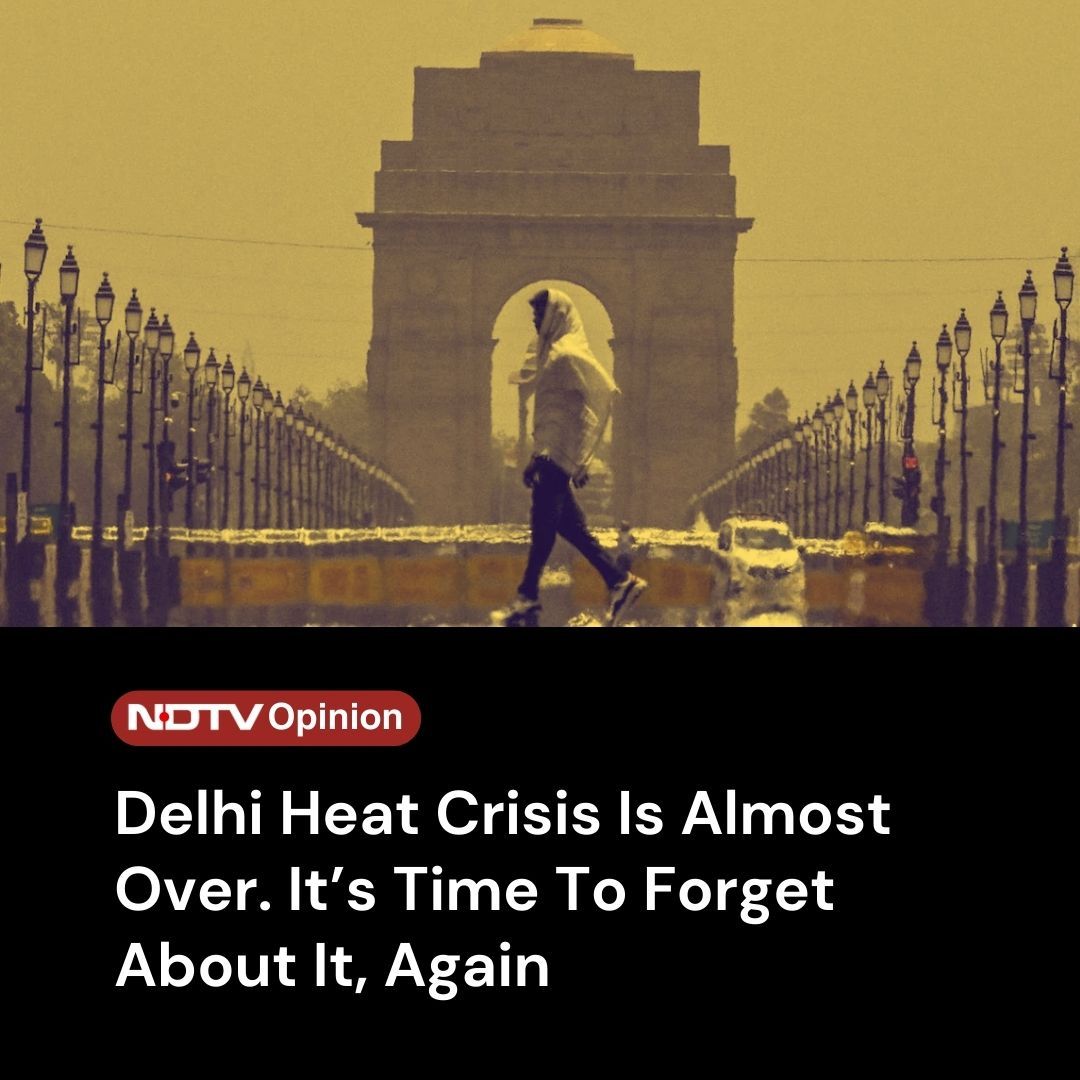 NDTV Opinion
Delhi Heat Crisis Is Almost
Over. It’s Time To Forget
About It, Again